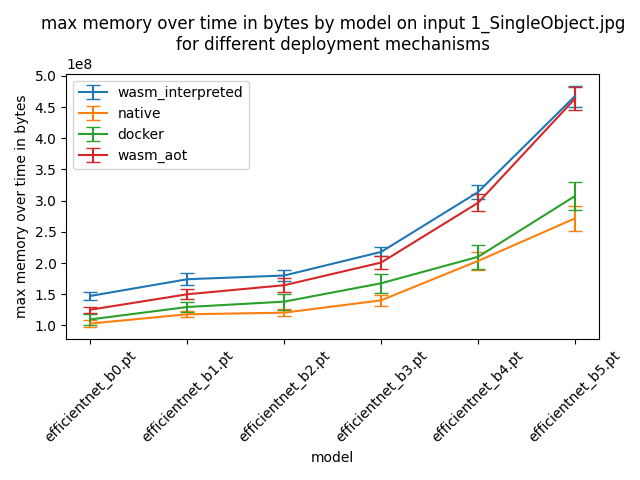 max memory over time in bytes by model on input 1_SingleObject.jpg
for different deployment mechanisms
1e8
5.0
4.5
4.0
3.5
3.0
2.5
2.0
1.5
1.0
max memory over time in bytes
wasm_interpreted
native
docker
wasm_aot
efficientnet_b0.pt
efficientnet_b1.pt
efficientnet_b2.pt
efficientnet_b3.pt
efficientnet_b4.pt
efficientnet_b5.pt
model